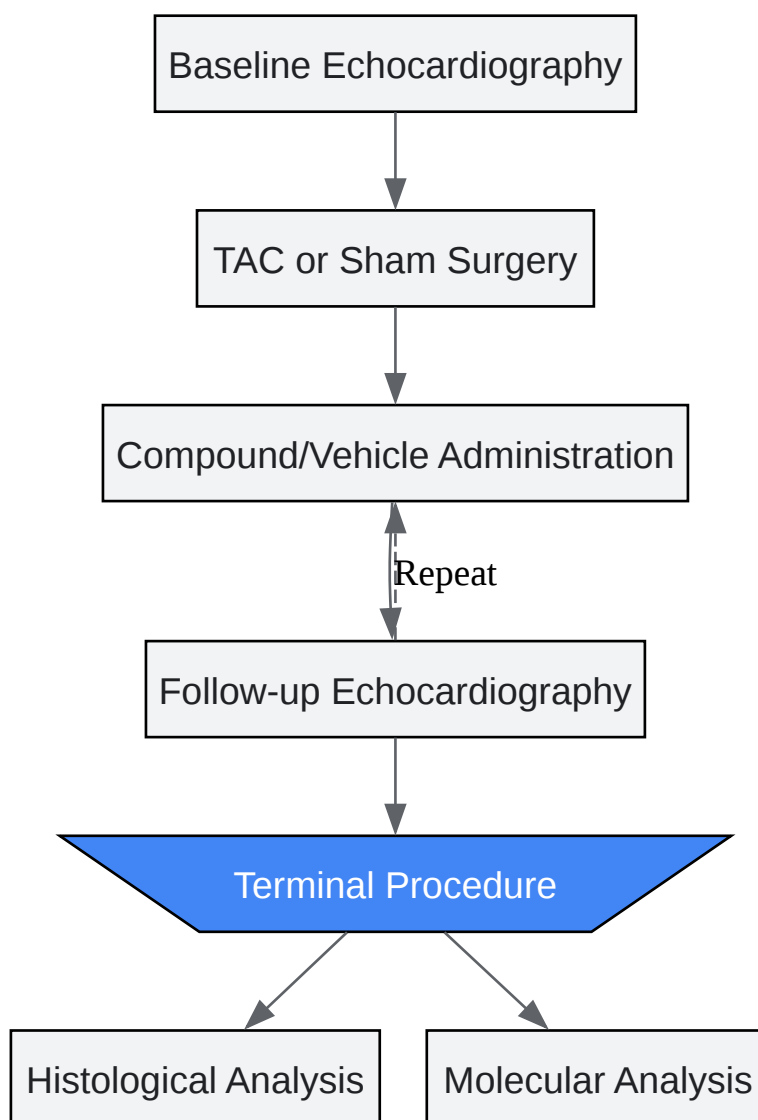 Baseline Echocardiography
TAC or Sham Surgery
Compound/Vehicle Administration
Repeat
Follow-up Echocardiography
Terminal Procedure
Histological Analysis
Molecular Analysis